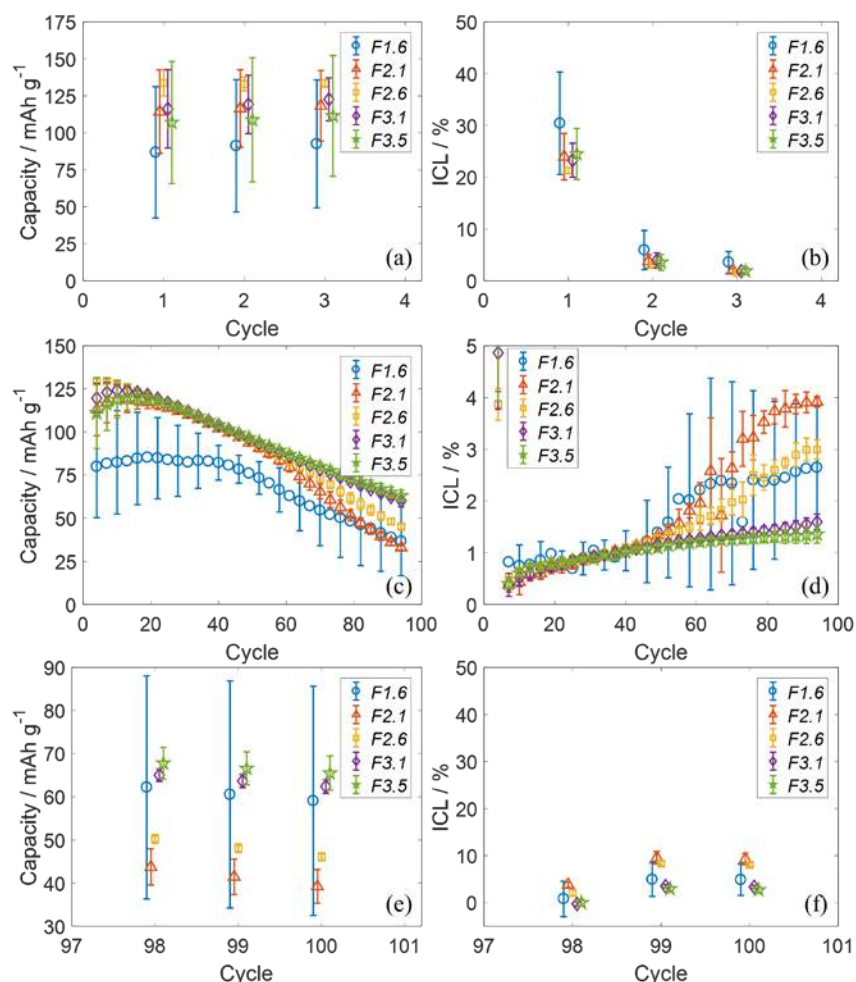 175
150
125
100
75
50
25
0
Capacity / mAh g⁻¹
F1.6
F2.1
F2.6
F3.1
F3.5
(a)
0 1 2 3 4
Cycle
50
40
30
20
10
0
ICL / %
F1.6
F2.1
F2.6
F3.1
F3.5
(b)
0 1 2 3 4
Cycle
150
125
100
75
50
25
0
Capacity / mAh g⁻¹
F1.6
F2.1
F2.6
F3.1
F3.5
(c)
0 20 40 60 80 100
Cycle
5
4
3
2
1
0
ICL / %
F1.6
F2.1
F2.6
F3.1
F3.5
(d)
0 20 40 60 80 100
Cycle
90
80
70
60
50
40
30
Capacity / mAh g⁻¹
F1.6
F2.1
F2.6
F3.1
F3.5
(e)
97 98 99 100 101
Cycle
50
40
30
20
10
0
ICL / %
F1.6
F2.1
F2.6
F3.1
F3.5
(f)
97 98 99 100 101
Cycle